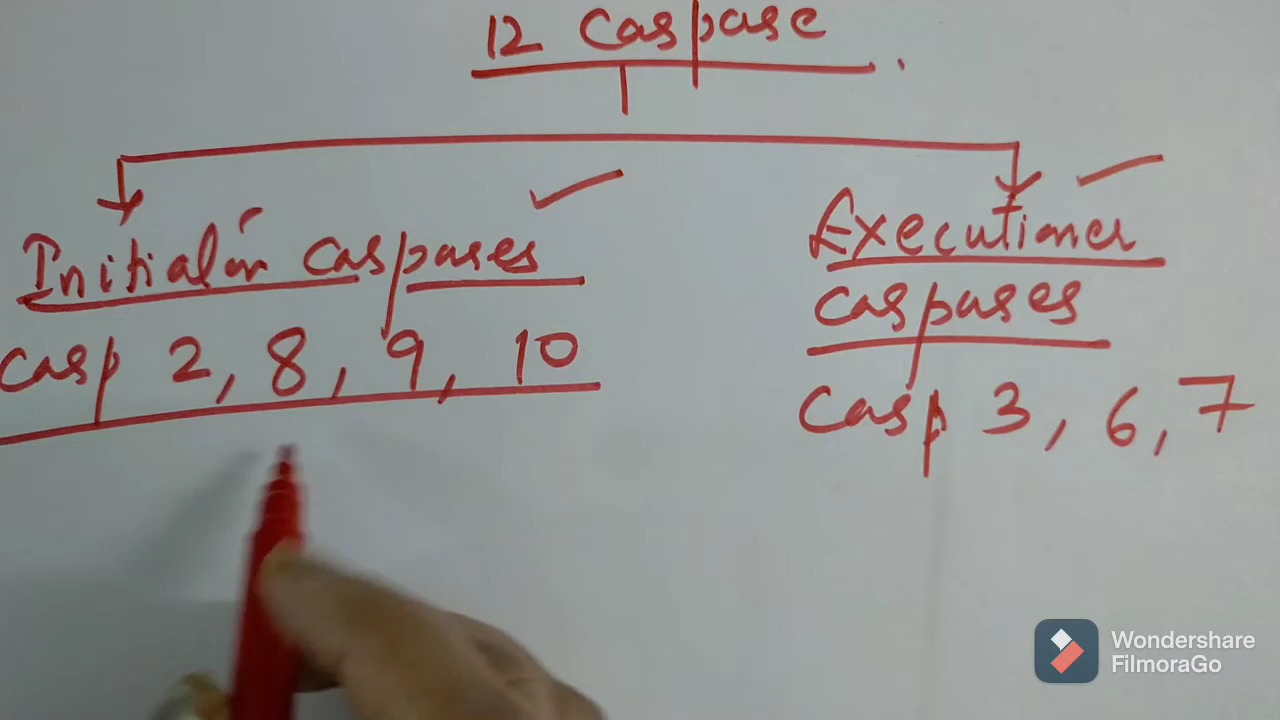 12 Caspase
Initiator Caspases
Casp 2, 8, 9, 10
Executioner
Caspases
Casp 3, 6, 7
Wondershare
FilmoraGo